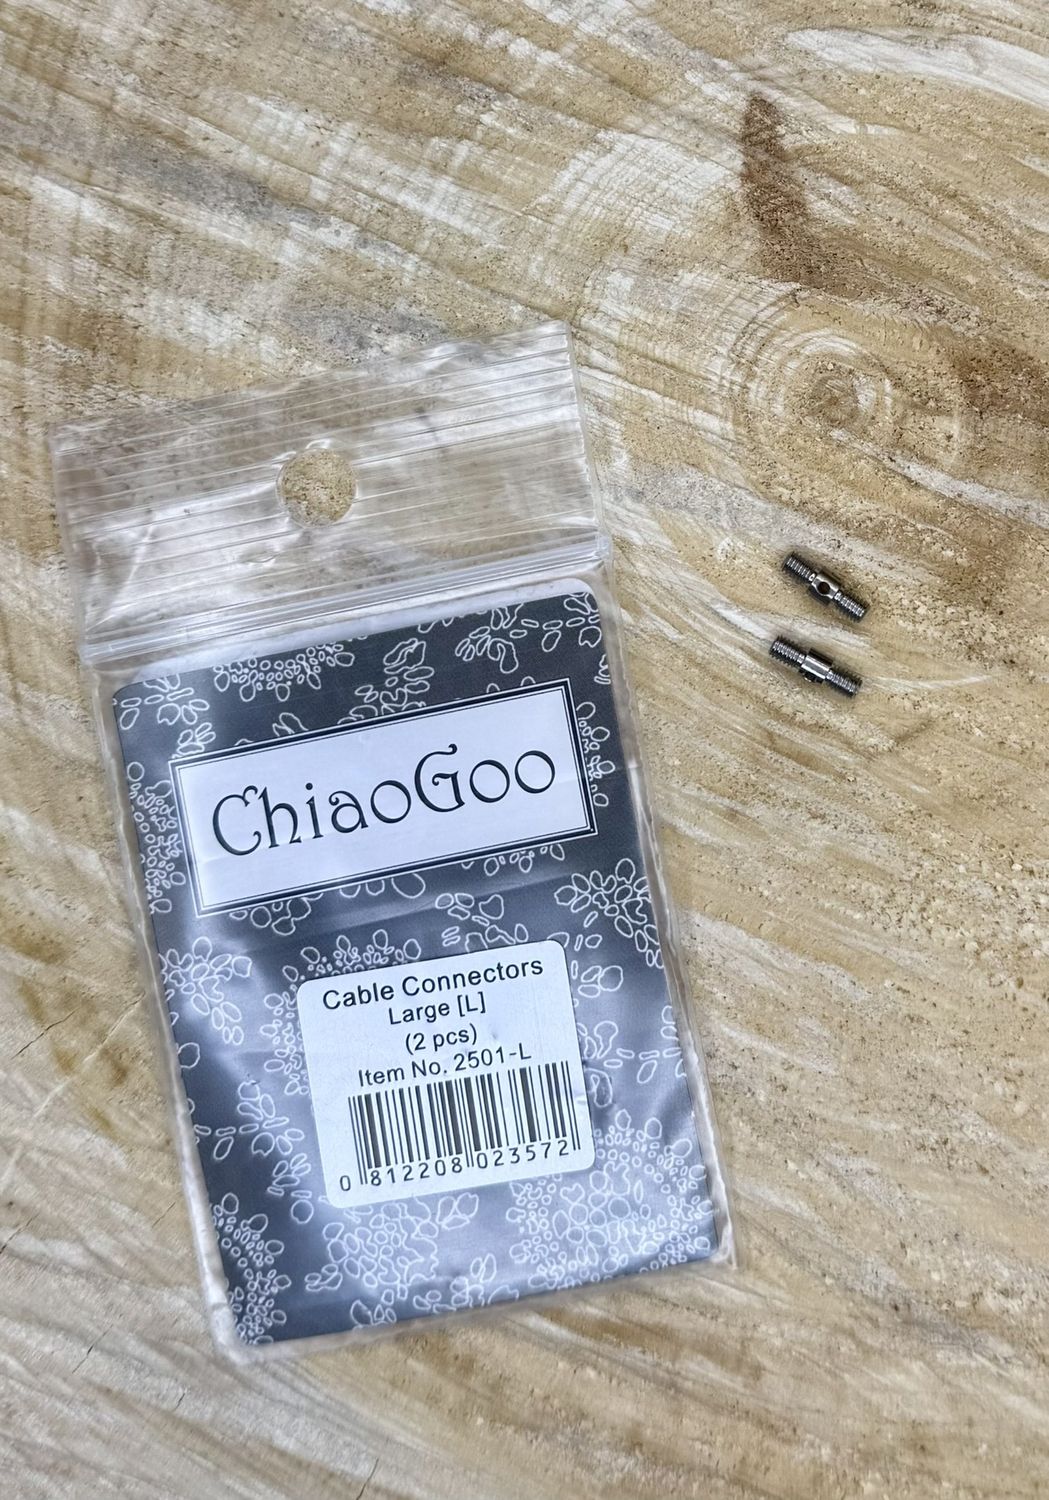 ChiaoGoo
Cable Connectors
Large [L]
(2 pcs)
Item No. 2501-L
0 812208 023572